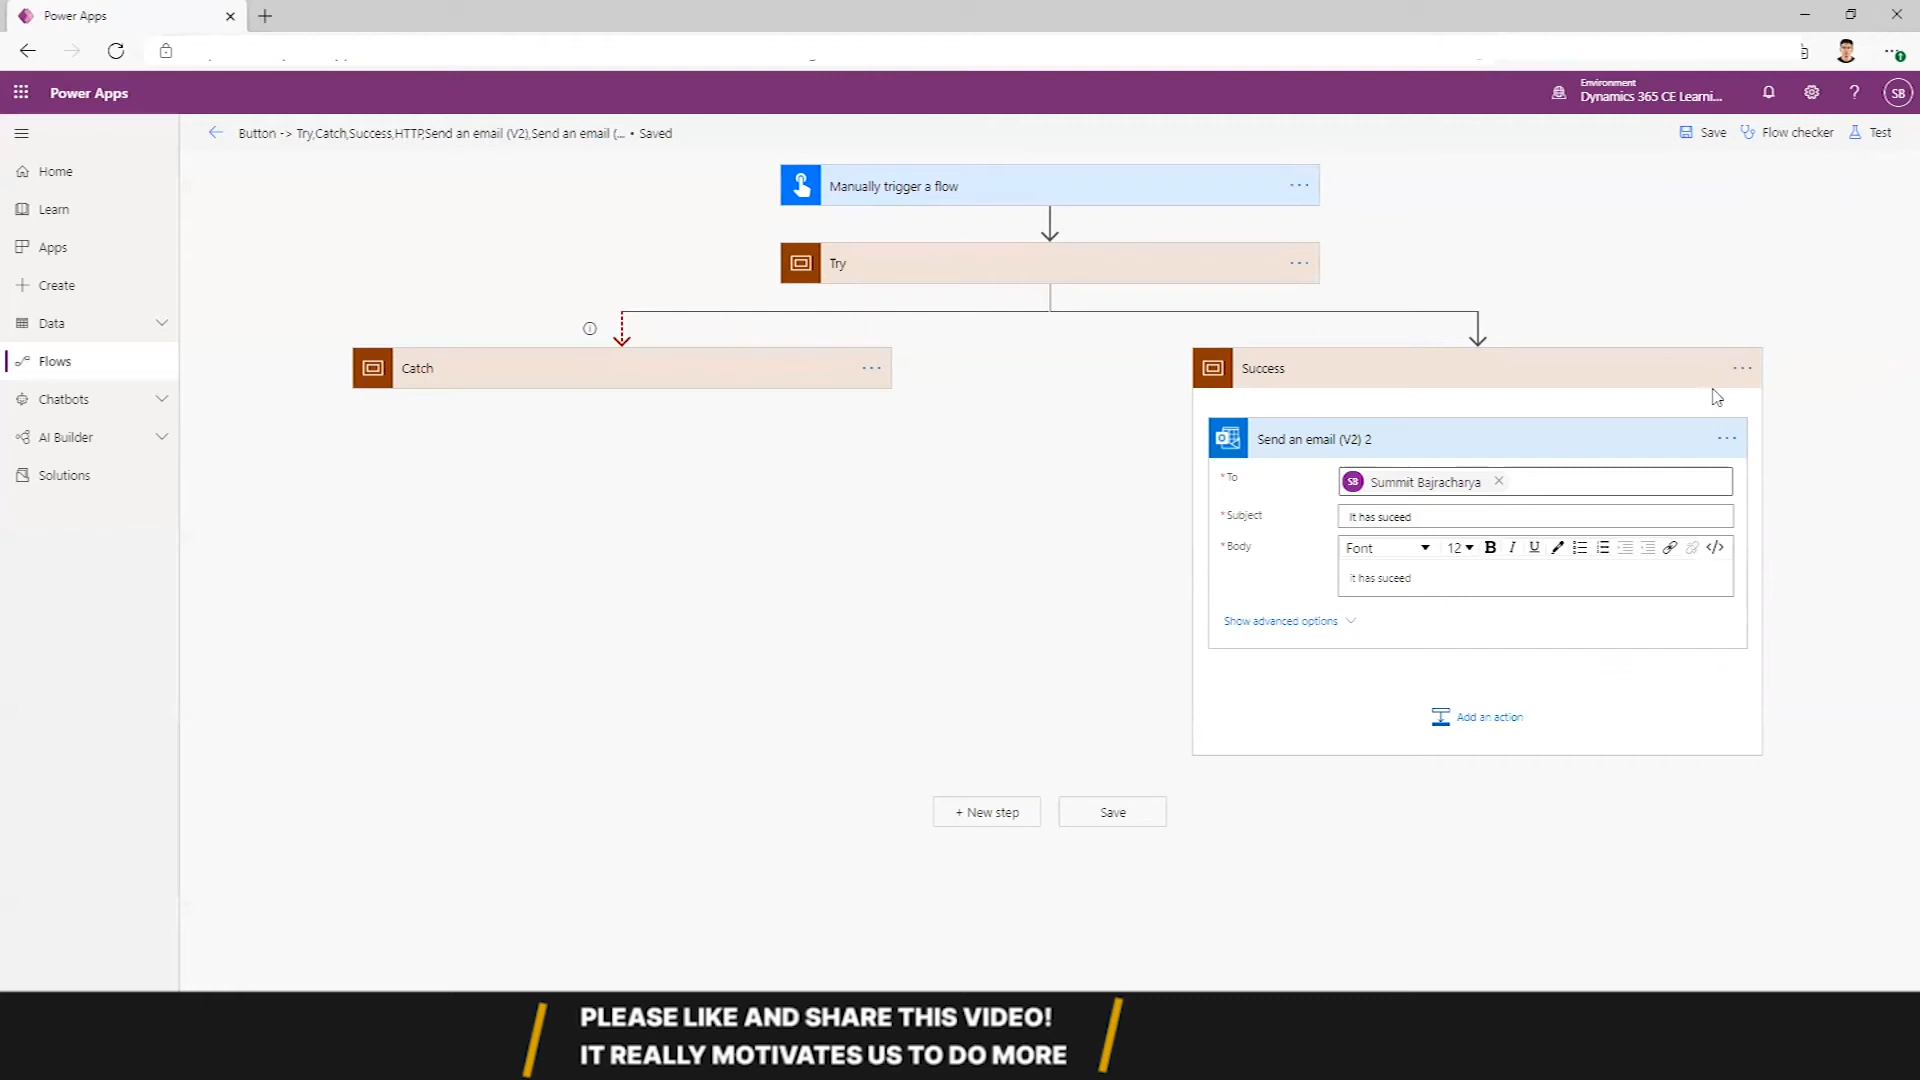 Power Apps
Power Apps
Environment
Dynamics 365 CE Learni...
SB
Button -> Try,Catch,Success,HTTP,Send an email (V2),Send an email (... • Saved
Save
Flow checker
Test
Home
Learn
Apps
Create
Data
Flows
Chatbots
AI Builder
Solutions
Manually trigger a flow
Try
Catch
Success
Send an email (V2) 2
* To
SB Summit Bajracharya
* Subject
It has suceed
* Body
Font 12 B I U </>
it has suceed
Show advanced options
Add an action
+ New step
Save
PLEASE LIKE AND SHARE THIS VIDEO!
IT REALLY MOTIVATES US TO DO MORE